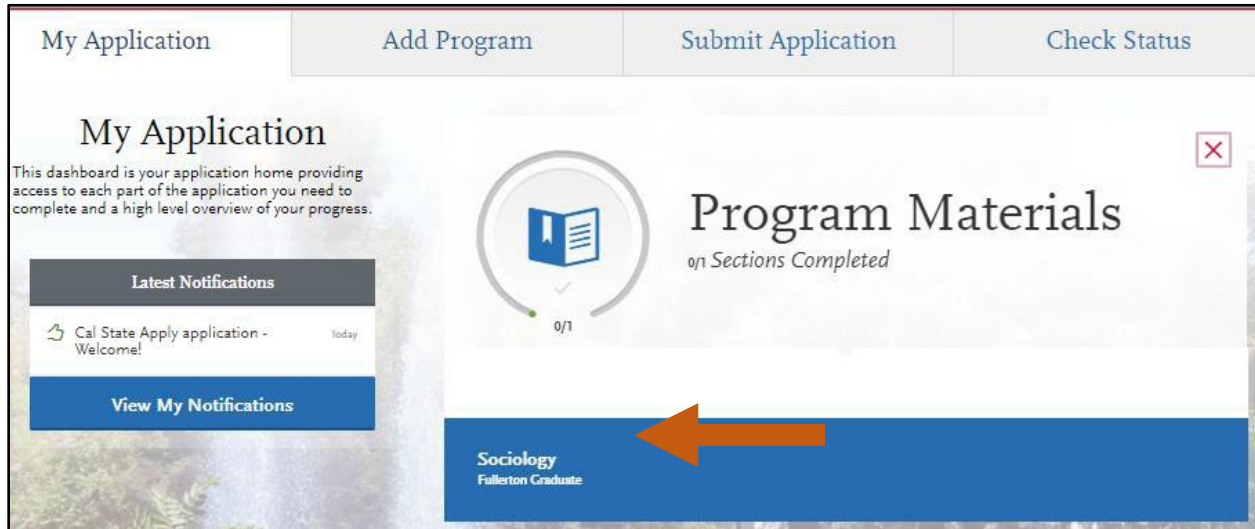 My Application
Add Program
Submit Application
Check Status
My Application
This dashboard is your application home providing
access to each part of the application you need to
complete and a high level overview of your progress.
Latest Notifications
Cal State Apply application -
Welcome!
Today
View My Notifications
Program Materials
0/1 Sections Completed
0/1
Sociology
Fullerton Graduate